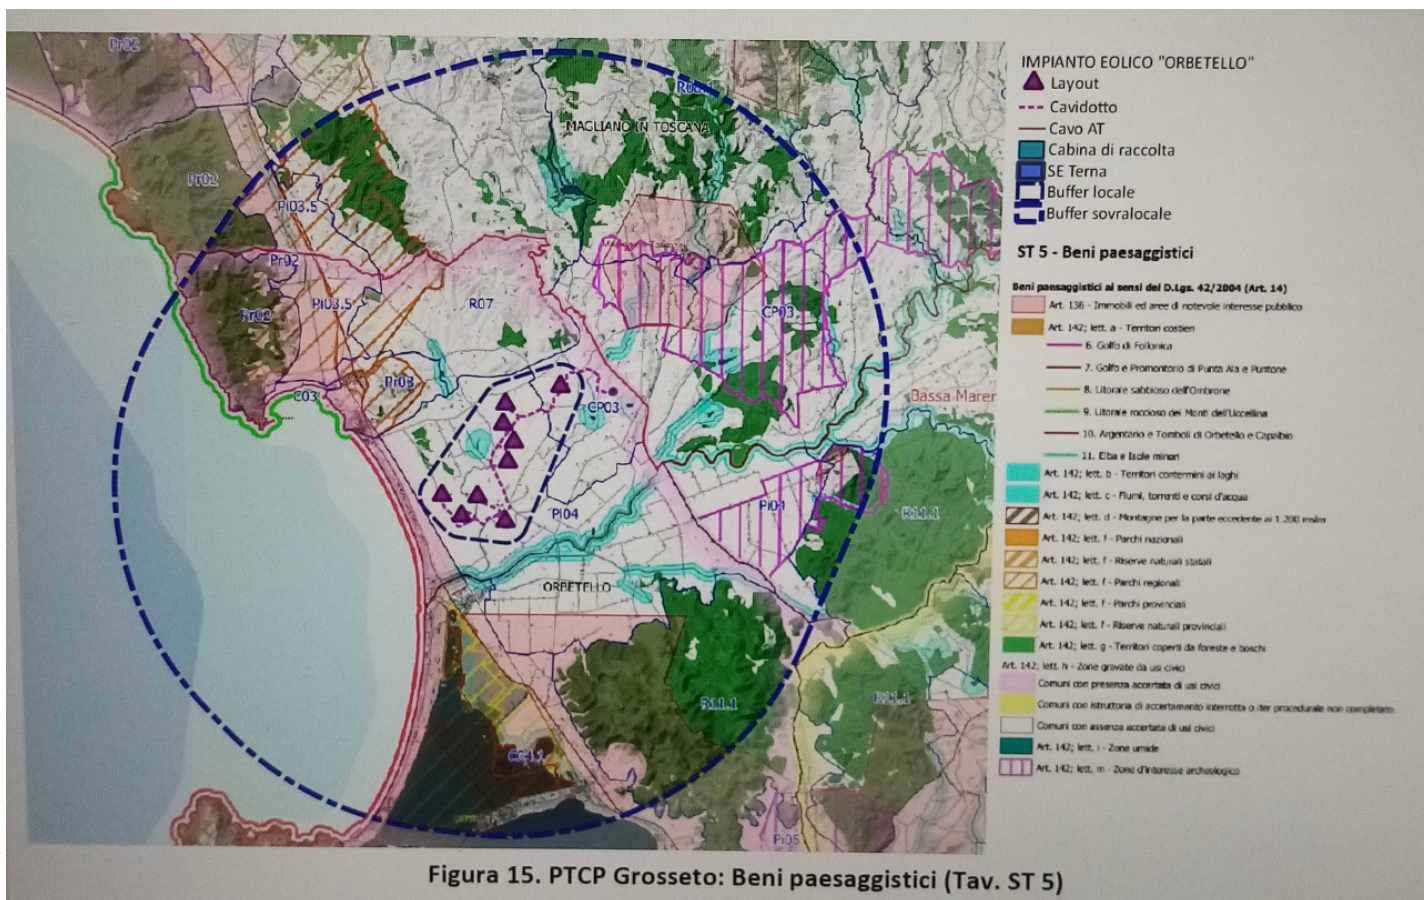 Pr02
R08
MAGLIANO IN TOSCANA
Pr02
Pi03.5
Pr02
Pi03.5
R07
Pr02
CP03
Pi03
C03
CP03
Bassa Marer
Pi04
Pi04
R11.1
ORBETELLO
R11.1
R11.1
Pi05
IMPIANTO EOLICO "ORBETELLO"
Layout
Cavidotto
Cavo AT
Cabina di raccolta
SE Terna
Buffer locale
Buffer sovralocale
ST 5 - Beni paesaggistici
Beni paesaggistici ai sensi del D.Lgs. 42/2004 (Art. 14)
Art. 136 - Immobili ed aree di notevole interesse pubblico
Art. 142; lett. a - Territori costieri
6. Golfo di Follonica
7. Golfo e Promontorio di Punta Ala e Puntone
8. Litorale sabbioso dell'Ombrone
9. Litorale roccioso dei Monti dell'Uccellina
10. Argentario e Tomboli di Orbetello e Capalbio
11. Elba e Isole minori
Art. 142; lett. b - Territori contermini ai laghi
Art. 142; lett. c - Fiumi, torrenti e corsi d'acqua
Art. 142; lett. d - Montagne per la parte eccedente ai 1.200 mslm
Art. 142; lett. f - Parchi nazionali
Art. 142; lett. f - Riserve naturali statali
Art. 142; lett. f - Parchi regionali
Art. 142; lett. f - Parchi provinciali
Art. 142; lett. f - Riserve naturali provinciali
Art. 142; lett. g - Territori coperti da foreste e boschi
Art. 142; lett. h - Zone gravate da usi civici
Comuni con presenza accertata di usi civici
Comuni con istruttoria di accertamento interrotta o iter procedurale non completato
Comuni con assenza accertata di usi civici
Art. 142; lett. i - Zone umide
Art. 142; lett. m - Zone d'interesse archeologico
Figura 15. PTCP Grosseto: Beni paesaggistici (Tav. ST 5)